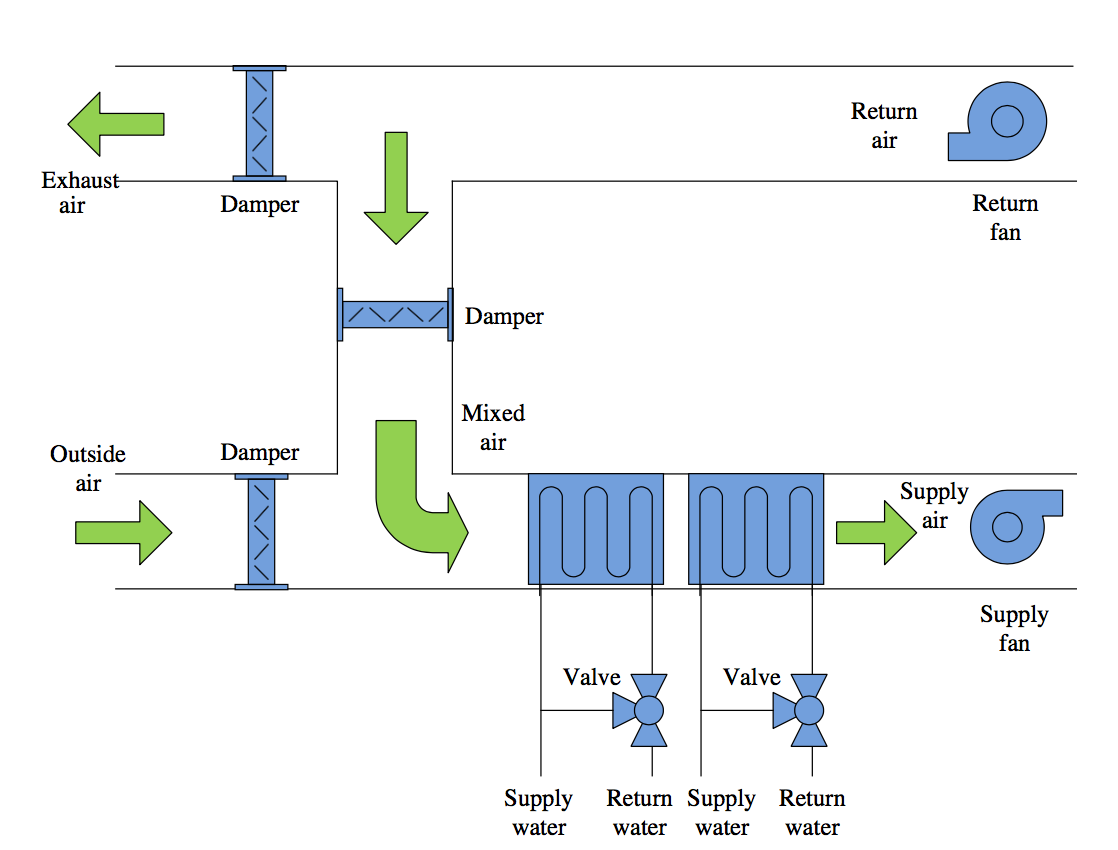 Return
air
Exhaust
air
Damper
Return
fan
Damper
Mixed
air
Outside
air
Damper
Supply
air
Supply
fan
Valve
Valve
Supply
water
Return
water
Supply
water
Return
water